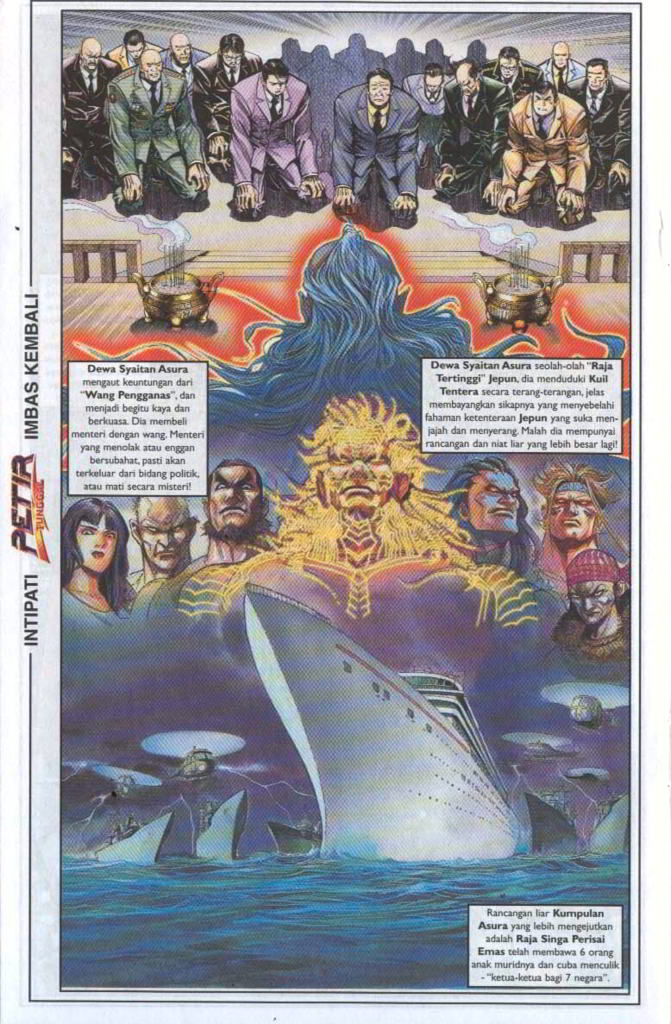 INTIPATI PETIR TUNGGAL IMBAS KEMBALI
Dewa Syaitan Asura
mengaut keuntungan dari
"Wang Pengganas", dan
menjadi begitu kaya dan
berkuasa. Dia membeli
menteri dengan wang. Menteri
yang menolak atau enggan
bersubahat, pasti akan
terkeluar dari bidang politik,
atau mati secara misteri!
Dewa Syaitan Asura seolah-olah "Raja
Tertinggi" Jepun, dia menduduki Kuil
Tentera secara terang-terangan, jelas
membayangkan sikapnya yang menyebelahi
fahaman ketenteraan Jepun yang suka men-
jajah dan menyerang. Malah dia mempunyai
rancangan dan niat liar yang lebih besar lagi!
Rancangan liar Kumpulan
Asura yang lebih mengejutkan
adalah Raja Singa Perisai
Emas telah membawa 6 orang
anak muridnya dan cuba menculik
- "ketua-ketua bagi 7 negara".